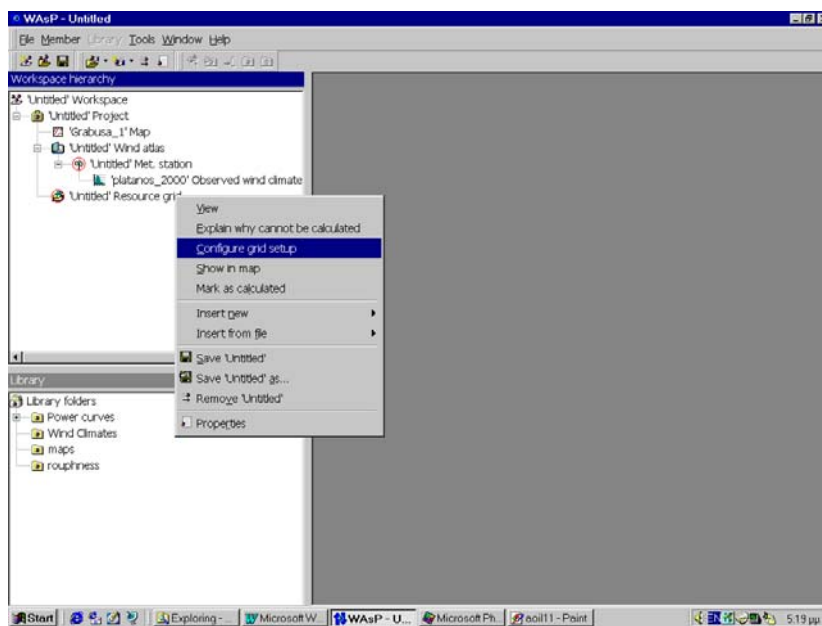 WAsP - Untitled
File Member Library Tools Window Help
Workspace hierarchy
'Untitled' Workspace
'Untitled' Project
'Grabusa_1' Map
'Untitled' Wind atlas
'Untitled' Met. station
'platanos_2000' Observed wind climate
'Untitled' Resource grid
View
Explain why cannot be calculated
Configure grid setup
Show in map
Mark as calculated
Insert new
Insert from file
Save 'Untitled'
Save 'Untitled' as...
Remove 'Untitled'
Properties
Library
Library folders
Power curves
Wind Climates
maps
rouphness
Start
Exploring - ...
Microsoft W...
WAsP - U...
Microsoft Ph...
aoil11 - Paint
EN
5:19 μμ